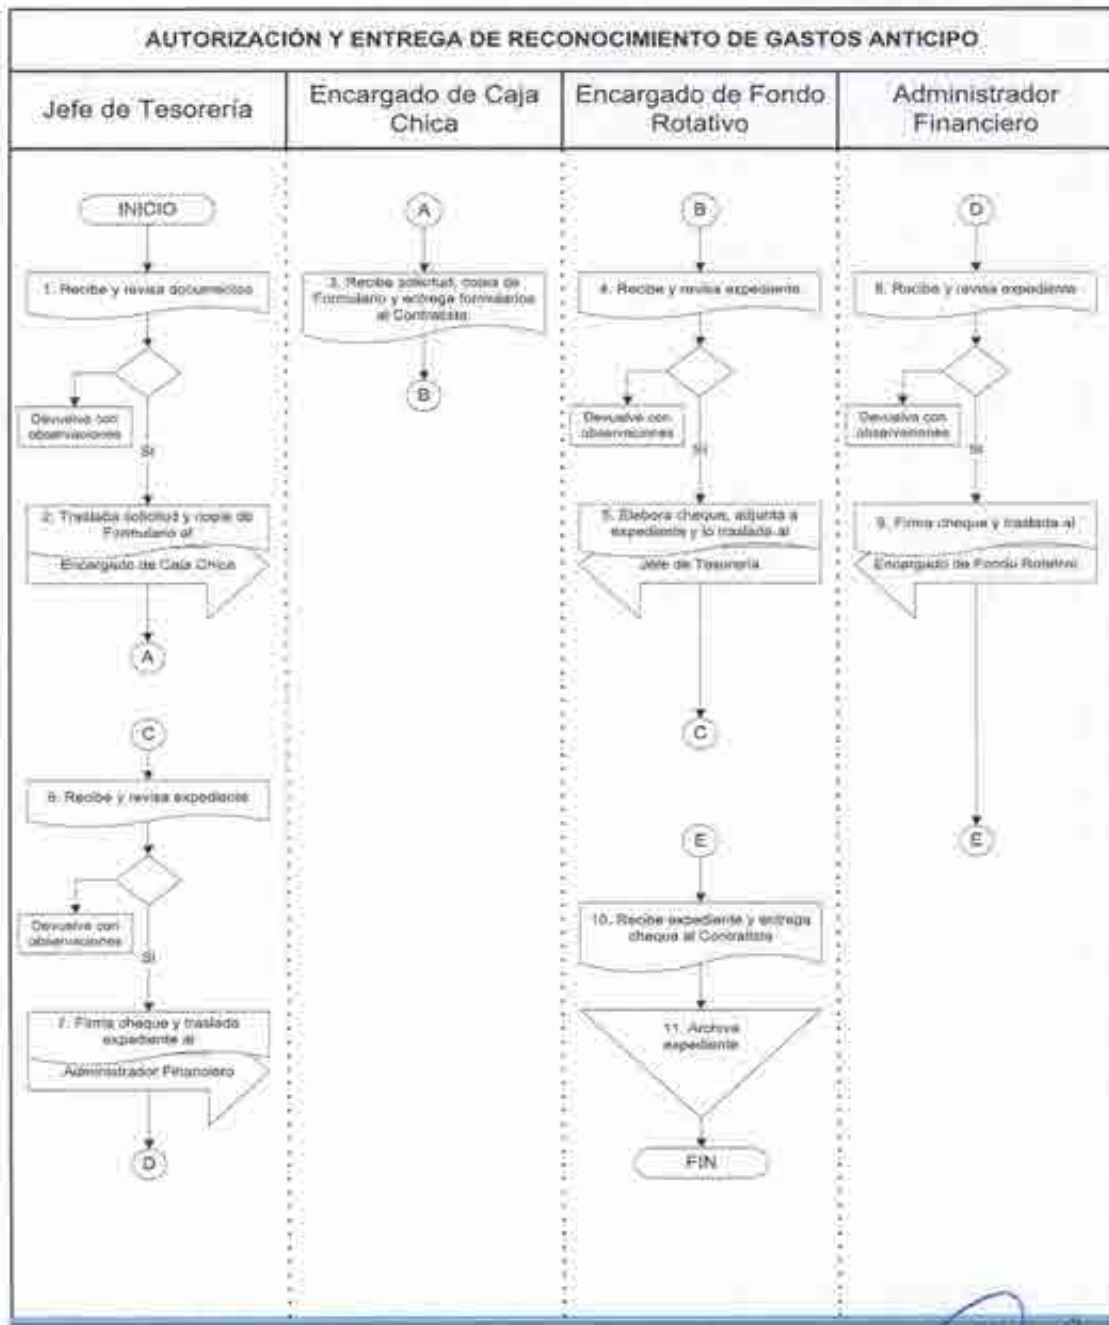 AUTORIZACIÓN Y ENTREGA DE RECONOCIMIENTO DE GASTOS ANTICIPO
Jefe de Tesorería
Encargado de Caja
Chica
Encargado de Fondo
Rotativo
Administrador
Financiero
INICIO
1. Recibe y revisa documentos
Devuelve con
observaciones
SI
2. Traslada solicitud y copia de
Formulario al
Encargado de Caja Chica
A
C
6. Recibe y revisa expediente
Devuelve con
observaciones
SI
7. Firma cheque y traslada
expediente al
Administrador Financiero
D
A
3. Recibe solicitud, copia de
Formulario y entrega formularios
al Contratista
B
B
4. Recibe y revisa expediente
Devuelve con
observaciones
SI
5. Elabora cheque, adjunta a
expediente y lo traslada al
Jefe de Tesorería
C
E
10. Recibe expediente y entrega
cheque al Contratista
11. Archiva
expediente
FIN
D
8. Recibe y revisa expediente
Devuelve con
observaciones
SI
9. Firma cheque y traslada al
Encargado de Fondo Rotativo
E